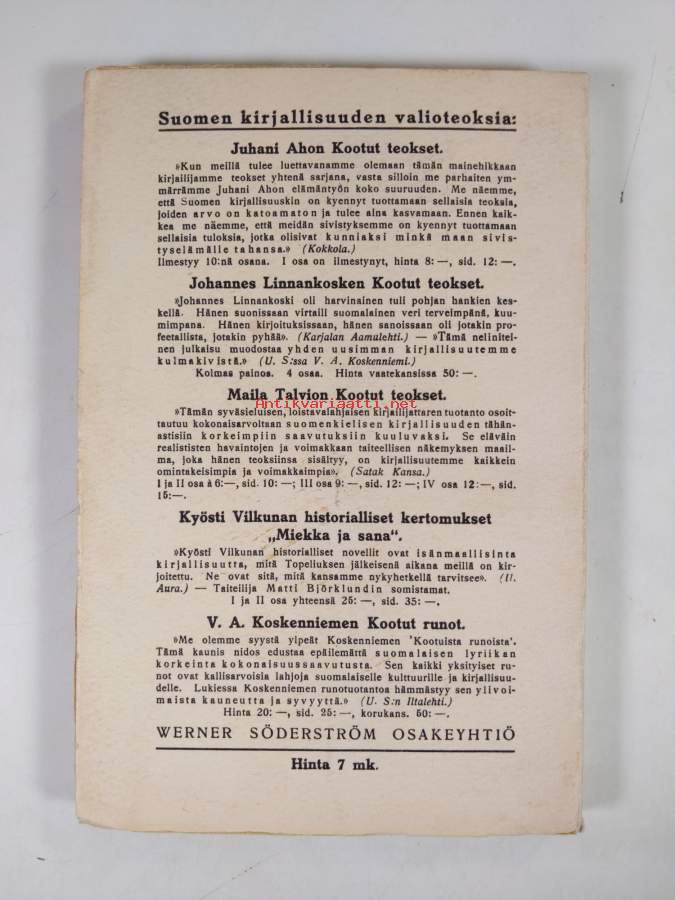 Suomen kirjallisuuden valioteoksia:
Juhani Ahon Kootut teokset.
»Kun meillä tulee luettavanamme olemaan tämän mainehikkaan
kirjailijamme teokset yhtenä sarjana, vasta silloin me parhaiten ym-
märrämme Juhani Ahon elämäntyön koko suuruuden. Me näemme,
että Suomen kirjallisuuskin on kyennyt tuottamaan sellaisia teoksia,
joiden arvo on katoamaton ja tulee aina kasvamaan. Ennen kaik-
kea me näemme, että meidän sivistyksemme on kyennyt tuottamaan
sellaisia tuloksia, jotka olisivat kunniaksi minkä maan sivis-
tyselämälle tahansa.» (Kokkola.)
Ilmestyy 10:nä osana. I osa on ilmestynyt, hinta 8: —, sid. 12: —.
Johannes Linnankosken Kootut teokset.
»Johannes Linnankoski oli harvinainen tuli pohjan hankien kes-
kellä. Hänen suonissaan virtaili suomalainen veri terveimpänä, kuu-
mimpana. Hänen kirjoituksissaan, hänen sanoissaan oli jotakin pro-
feetallista, jotakin pyhää». (Karjalan Aamulehti.) — »Tämä nelinitei-
nen julkaisu muodostaa yhden uusimman kirjallisuutemme
kulmakivistä.» (U. S:ssa V. A. Koskenniemi.)
Kolmas painos. 4 osaa. Hinta vaatekansissa 50: —.
Maila Talvion Kootut teokset.
Antikvariaatti.net
»Tämän syväsieluisen, loistavalahjaisen kirjailijattaren tuotanto osoit-
tautuu kokonaisarvoltaan suomenkielisen kirjallisuuden tähän-
astisiin korkeimpiin saavutuksiin kuuluvaksi. Se eläväin
realististen havaintojen ja voimakkaan taiteellisen näkemyksen maail-
ma, joka hänen teoksiinsa sisältyy, on kirjallisuutemme kaikkein
omintakeisimpia ja voimakkaimpia». (Satak Kansa.)
I ja II osa à 6:—, sid. 10: —; III osa 9: —, sid. 12: —; IV osa 12:—, sid.
15:—.
Kyösti Vilkunan historialliset kertomukset
„Miekka ja sana“.
»Kyösti Vilkunan historialliset novellit ovat isänmaallisinta
kirjallisuutta, mitä Topeliuksen jälkeisenä aikana meillä on kir-
joitettu. Ne ovat sitä, mitä kansamme nykyhetkellä tarvitsee». (U.
Aura.) — Taiteilija Matti Björklundin somistamat.
I ja II osa yhteensä 25: —, sid. 35: —.
V. A. Koskenniemen Kootut runot.
»Me olemme syystä ylpeät Koskenniemen 'Kootuista runoista'.
Tämä kaunis nidos edustaa epäilemättä suomalaisen lyriikan
korkeinta kokonaisuussaavutusta. Sen kaikki yksityiset ru-
not ovat kallisarvoisia lahjoja suomalaiselle kulttuurille ja kirjallisuu-
delle. Lukiessa Koskenniemen runotuotantoa hämmästyy sen ylivoi-
maista kauneutta ja syvyyttä.» (U. S:n Iltalehti.)
Hinta 20: —, sid. 25: —, korukans. 50: —.
WERNER SÖDERSTRÖM OSAKEYHTIÖ
Hinta 7 mk.